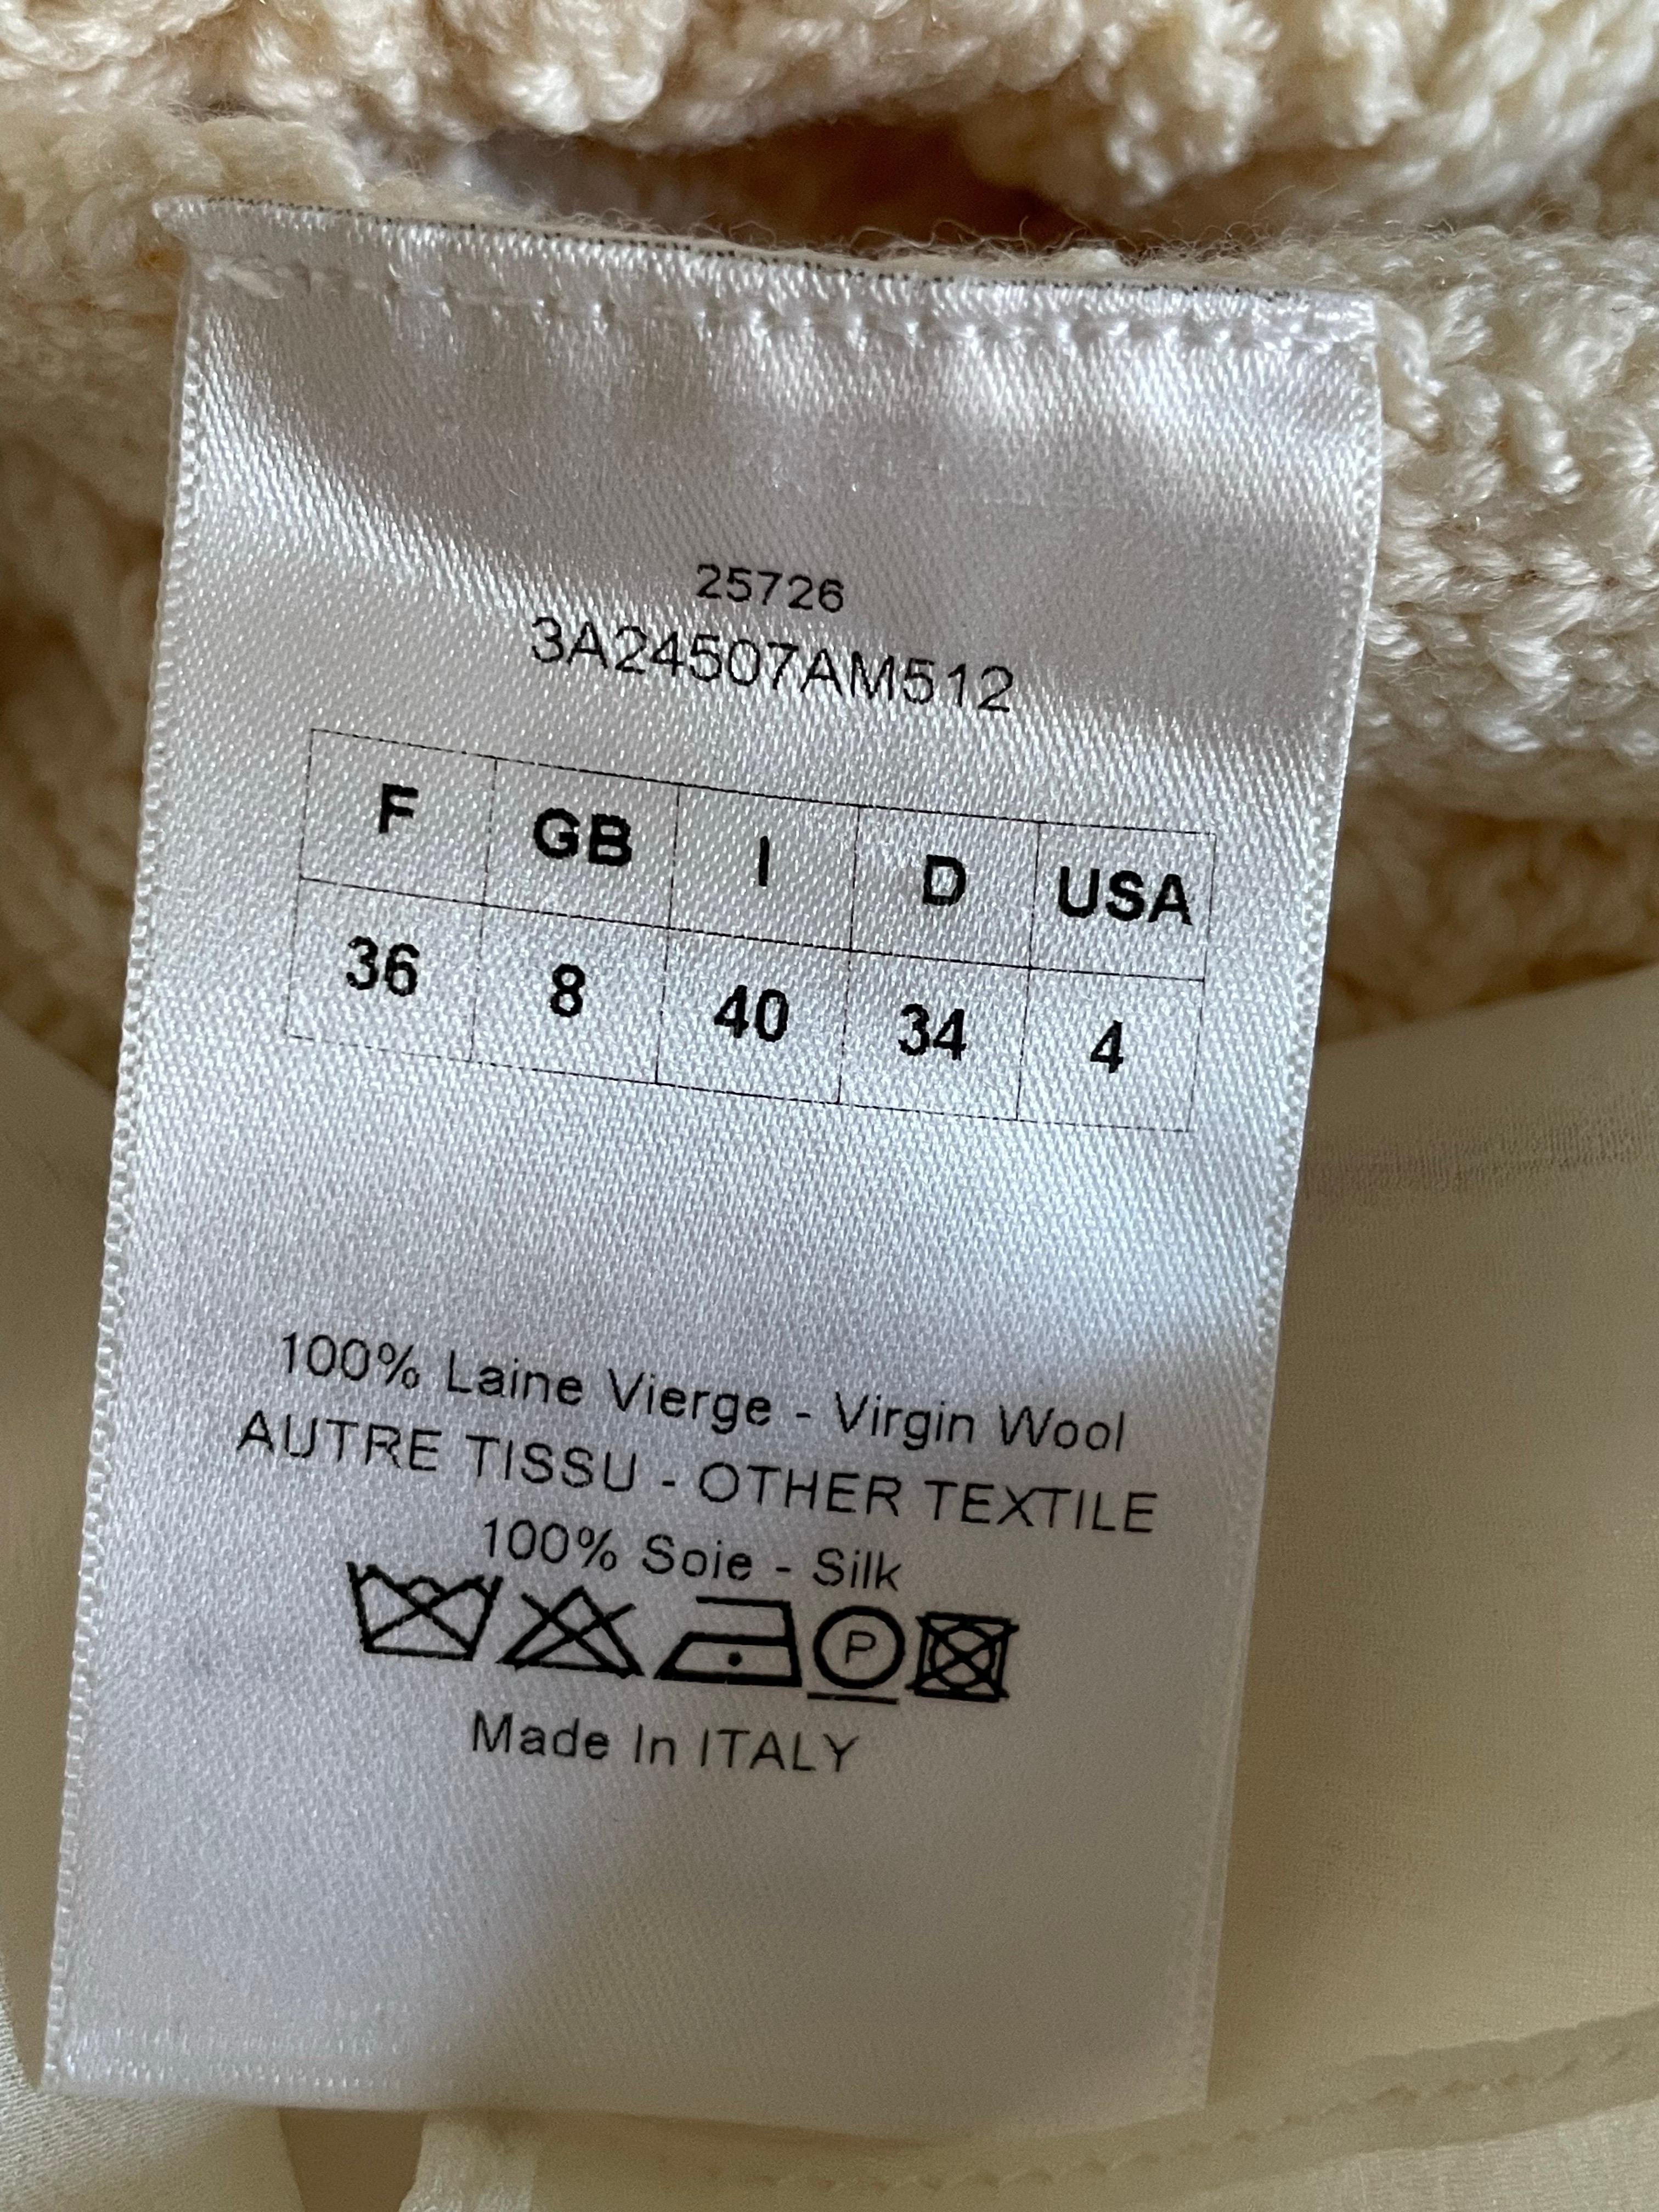 25726
3A24507AM512
F GB I D USA
36 8 40 34 4
100% Laine Vierge - Virgin Wool
AUTRE TISSU - OTHER TEXTILE
100% Soie - Silk
P
Made In ITALY